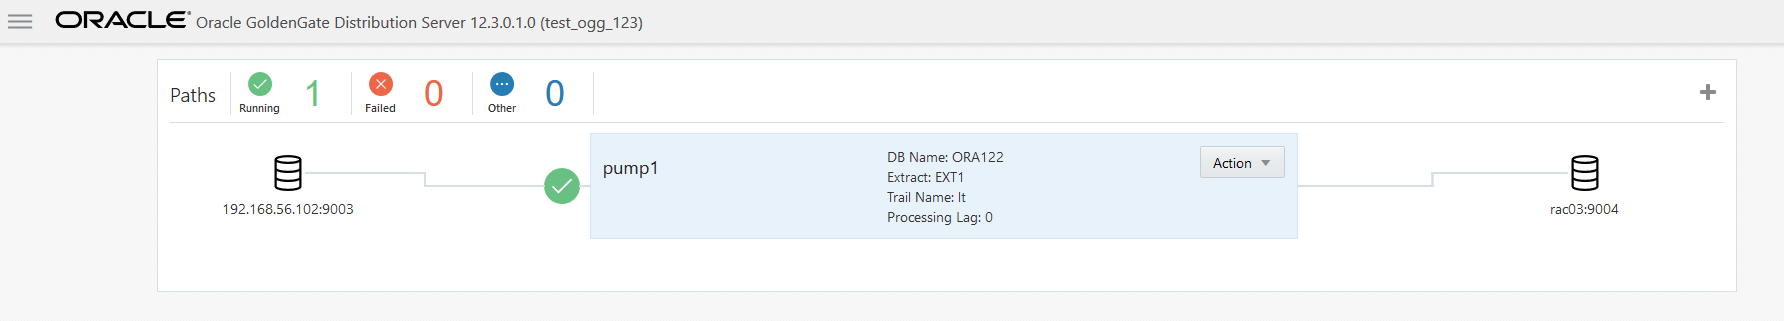 ORACLE® Oracle GoldenGate Distribution Server 12.3.0.1.0 (test_ogg_123)
Paths
Running
1
Failed
0
Other
0
192.168.56.102:9003
pump1
DB Name: ORA122
Extract: EXT1
Trail Name: lt
Processing Lag: 0
Action
rac03:9004